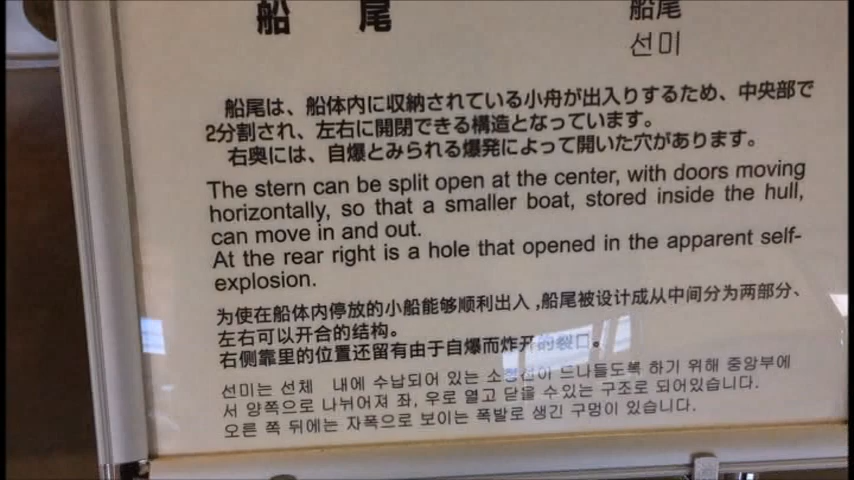 船尾
船尾
선미
船尾は、船体内に収納されている小舟が出入りするため、中央部で
2分割され、左右に開閉できる構造となっています。
右奥には、自爆とみられる爆発によって開いた穴があります。
The stern can be split open at the center, with doors moving
horizontally, so that a smaller boat, stored inside the hull,
can move in and out.
At the rear right is a hole that opened in the apparent self-
explosion.
为使在船体内停放的小船能够顺利出入,船尾被设计成从中间分为两部分、
左右可以开合的结构。
右侧靠里的位置还留有由于自爆而炸开的裂口。
선미는 선체 내에 수납되어 있는 소형선이 드나들도록 하기 위해 중앙부에
서 양쪽으로 나뉘어져 좌, 우로 열고 닫을 수있는 구조로 되어있습니다.
오른 쪽 뒤에는 자폭으로 보이는 폭발로 생긴 구멍이 있습니다.